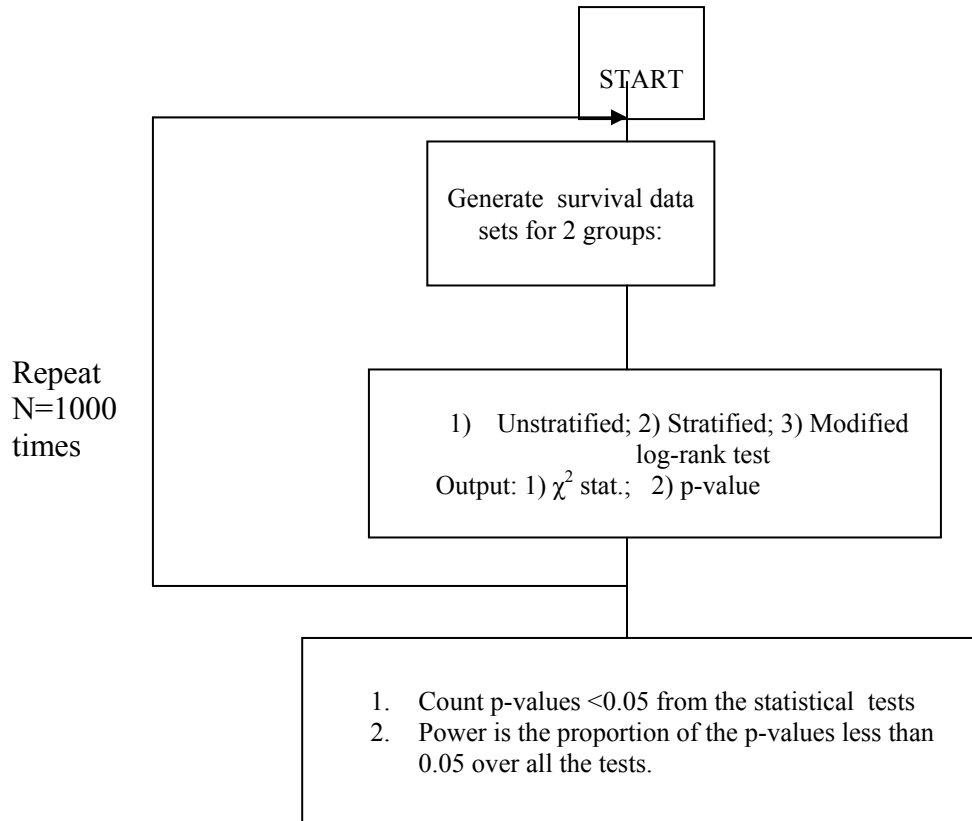 START
Generate survival data
sets for 2 groups:
Repeat
N=1000
times
1) Unstratified; 2) Stratified; 3) Modified
log-rank test
Output: 1) χ² stat.; 2) p-value
1. Count p-values <0.05 from the statistical tests
2. Power is the proportion of the p-values less than
0.05 over all the tests.